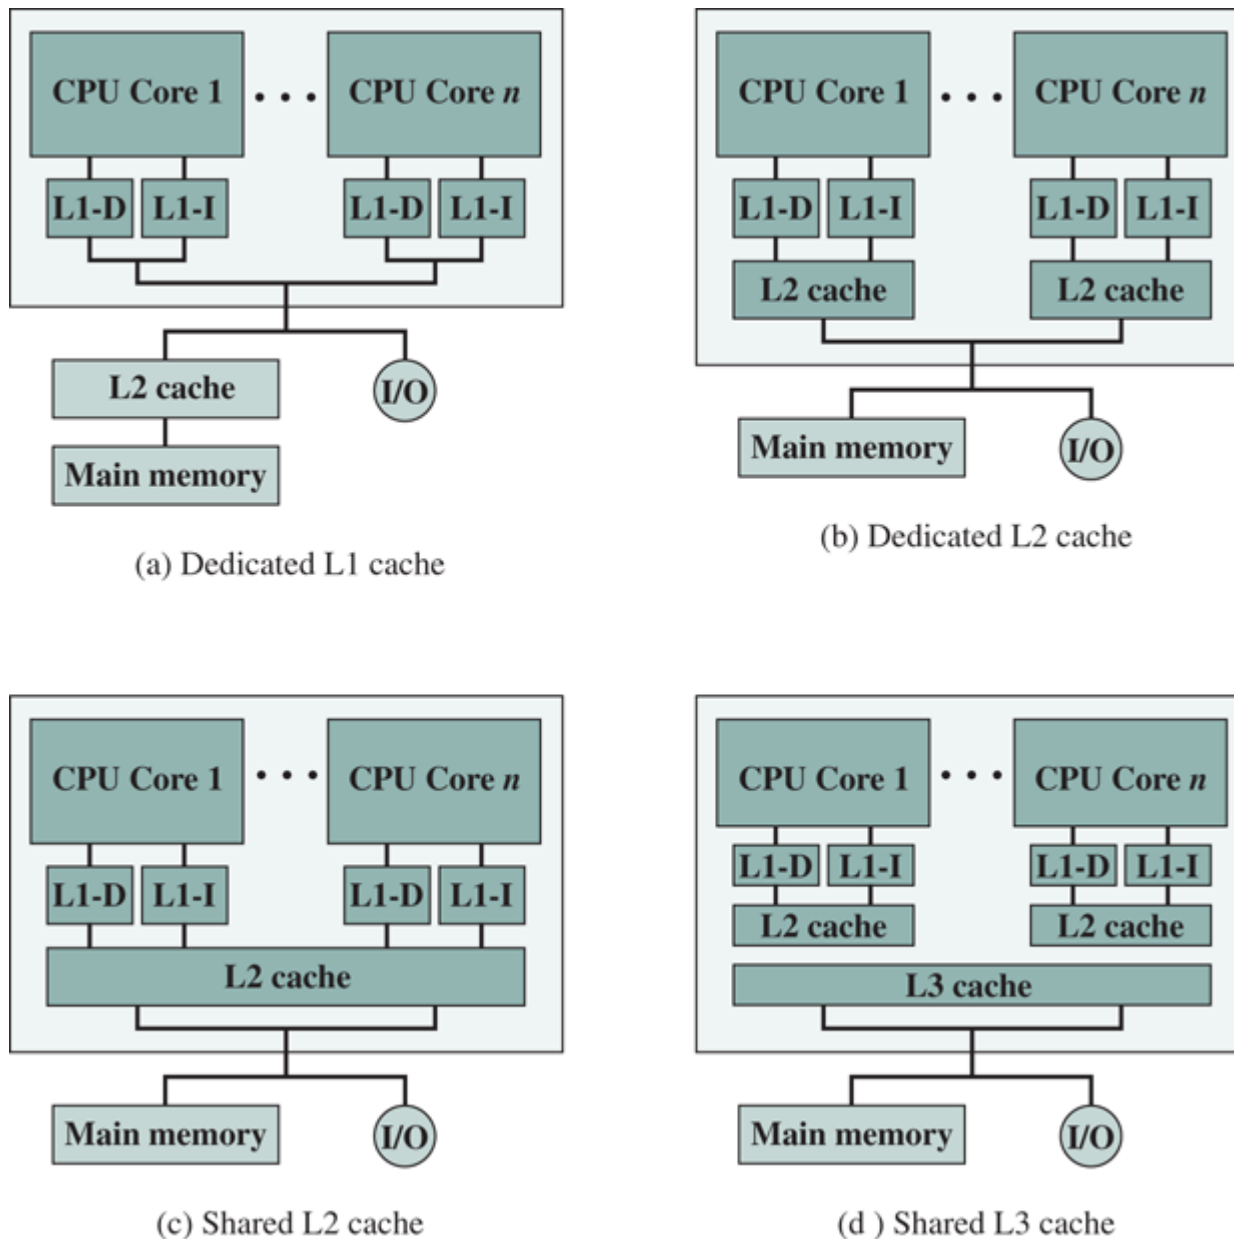 CPU Core 1 • • • CPU Core n
L1-D L1-I L1-D L1-I
L2 cache I/O
Main memory
(a) Dedicated L1 cache
CPU Core 1 • • • CPU Core n
L1-D L1-I L1-D L1-I
L2 cache L2 cache
Main memory I/O
(b) Dedicated L2 cache
CPU Core 1 • • • CPU Core n
L1-D L1-I L1-D L1-I
L2 cache
Main memory I/O
(c) Shared L2 cache
CPU Core 1 • • • CPU Core n
L1-D L1-I L1-D L1-I
L2 cache L2 cache
L3 cache
Main memory I/O
(d ) Shared L3 cache